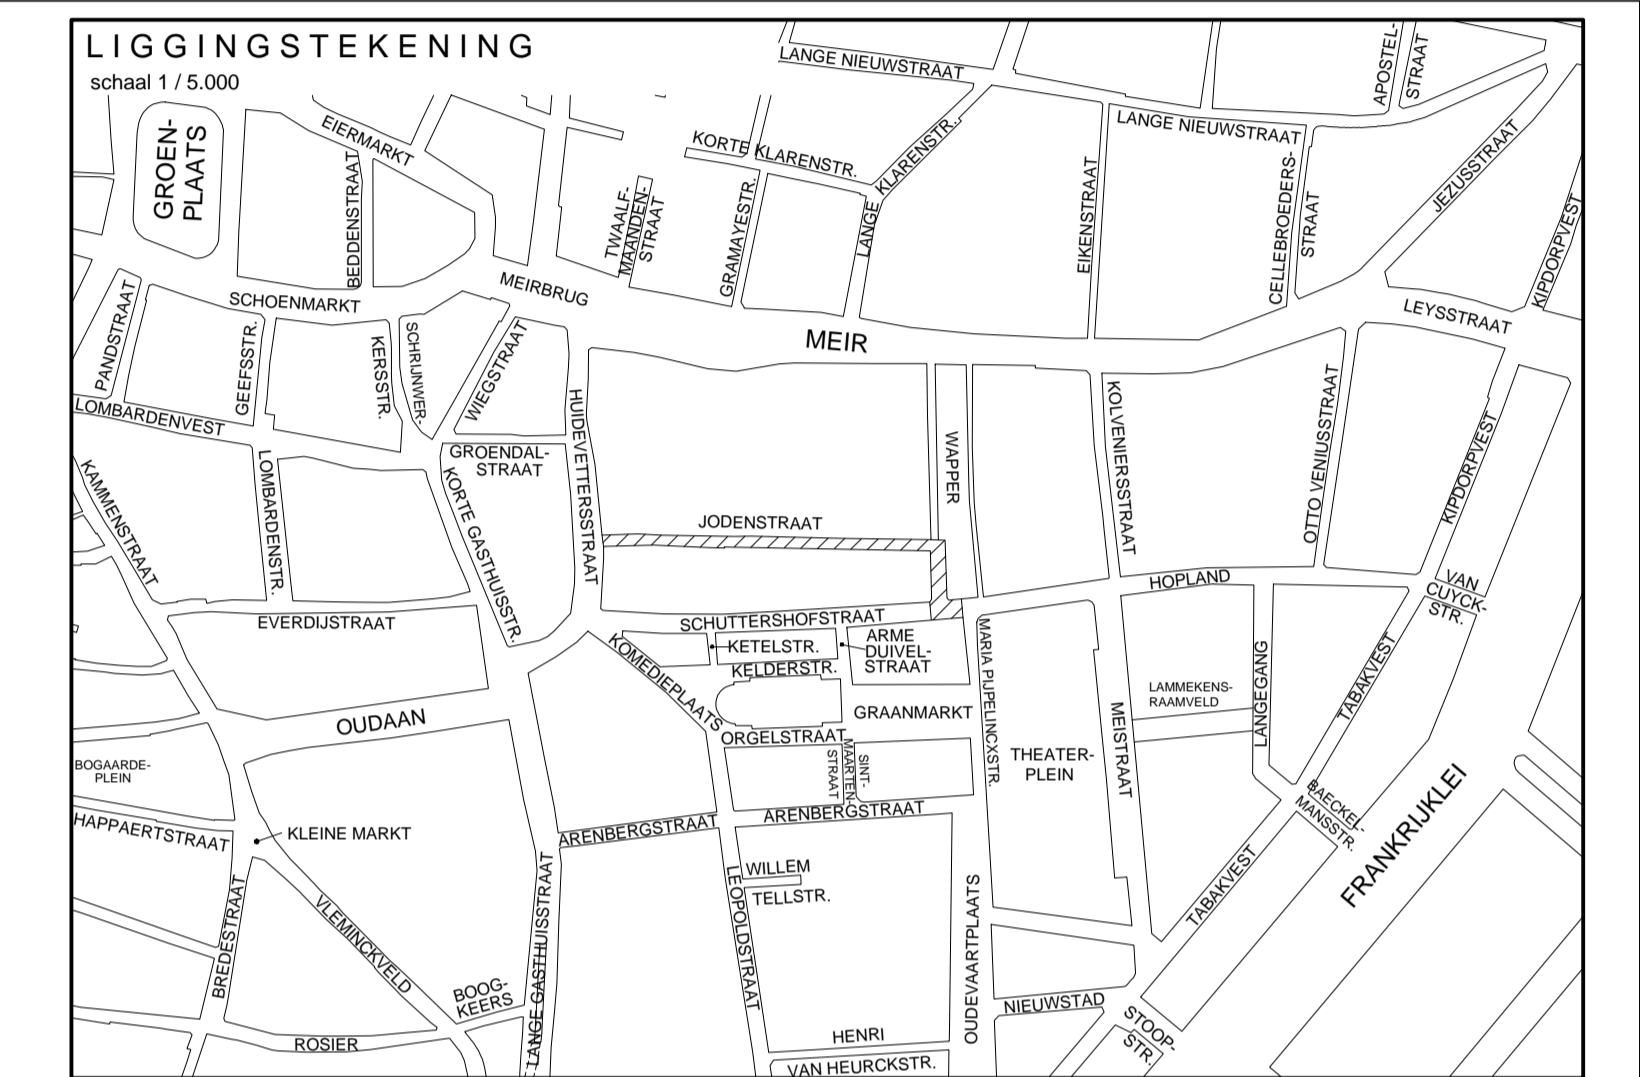 LIGGINGSTEKENING
schaal 1 / 5.000
GROEN-
PLAATS
EIERMARKT
BEDDENSTRAAT
LANGE NIEUWSTRAAT
APOSTEL-
STRAAT
KORTE KLARENSTR.
LANGE KLARENSTR.
LANGE NIEUWSTRAAT
TWAALF-
MAANDEN-
STRAAT
GRAMAYESTR.
EIKENSTRAAT
CELLEBROEDERS-
STRAAT
JEZUSSTRAAT
KIPDORPVEST
SCHOENMARKT
MEIRBRUG
MEIR
LEYSSTRAAT
PANDSTRAAT
GEEFSSTR.
KERSSTR.
SCHRIJNWER-
WIEGSTRAAT
HUIDEVETTERSSTRAAT
LOMBARDENVEST
GROENDAL-
STRAAT
WAPPER
KOLVENIERSSTRAAT
OTTO VENIUSSTRAAT
KIPDORPVEST
KAMMENSTRAAT
LOMBARDENSTR.
KORTE GASTHUISSTR.
JODENSTRAAT
HOPLAND
VAN
CUYCK-
STR.
EVERDIJSTRAAT
SCHUTTERSHOFSTRAAT
KOMEDIEPLAATS
KETELSTR.
ARME
DUIVEL-
STRAAT
KELDERSTR.
MARIA PIJPELINCXSTR.
LANGE GANG
TABAKVEST
LAMMEKENS-
RAAMVELD
OUDAAN
GRAANMARKT
ORGELSTRAAT
SINT-
MAARTEN-
STRAAT
THEATER-
PLEIN
MEISTRAAT
BOGAARDE-
PLEIN
BAECKEL-
MANSSTR.
HAPPAERTSTRAAT
KLEINE MARKT
ARENBERGSTRAAT
ARENBERGSTRAAT
FRANKRIJKLEI
WILLEM
TELLSTR.
LEOPOLDSTRAAT
TABAKVEST
BREDESTRAAT
VLEMINCKVELD
LANGE GASTHUISSTRAAT
OUDEVAARTPLAATS
BOOG-
KEERS
NIEUWSTAD
STOOP-
STR.
ROSIER
HENRI
VAN HEURCKSTR.